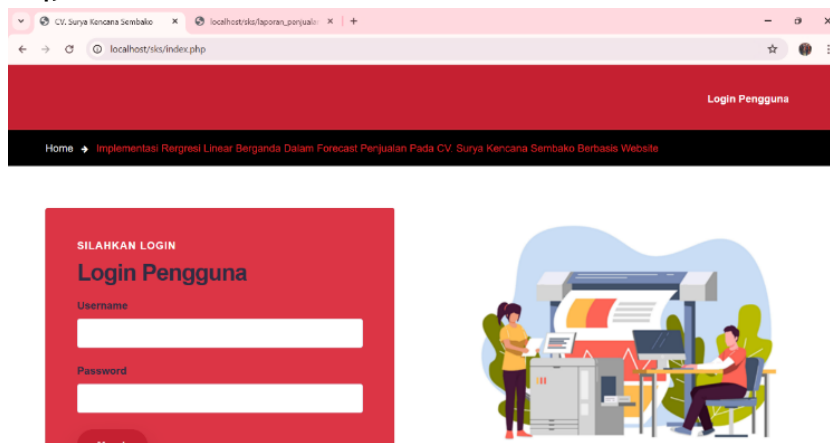 CV. Surya Kencana Sembako
localhost/sks/laporan_penjuala
localhost/sks/index.php
Login Pengguna
Home → Implementasi Rergresi Linear Berganda Dalam Forecast Penjualan Pada CV. Surya Kencana Sembako Berbasis Website
SILAHKAN LOGIN
Login Pengguna
Username
Password